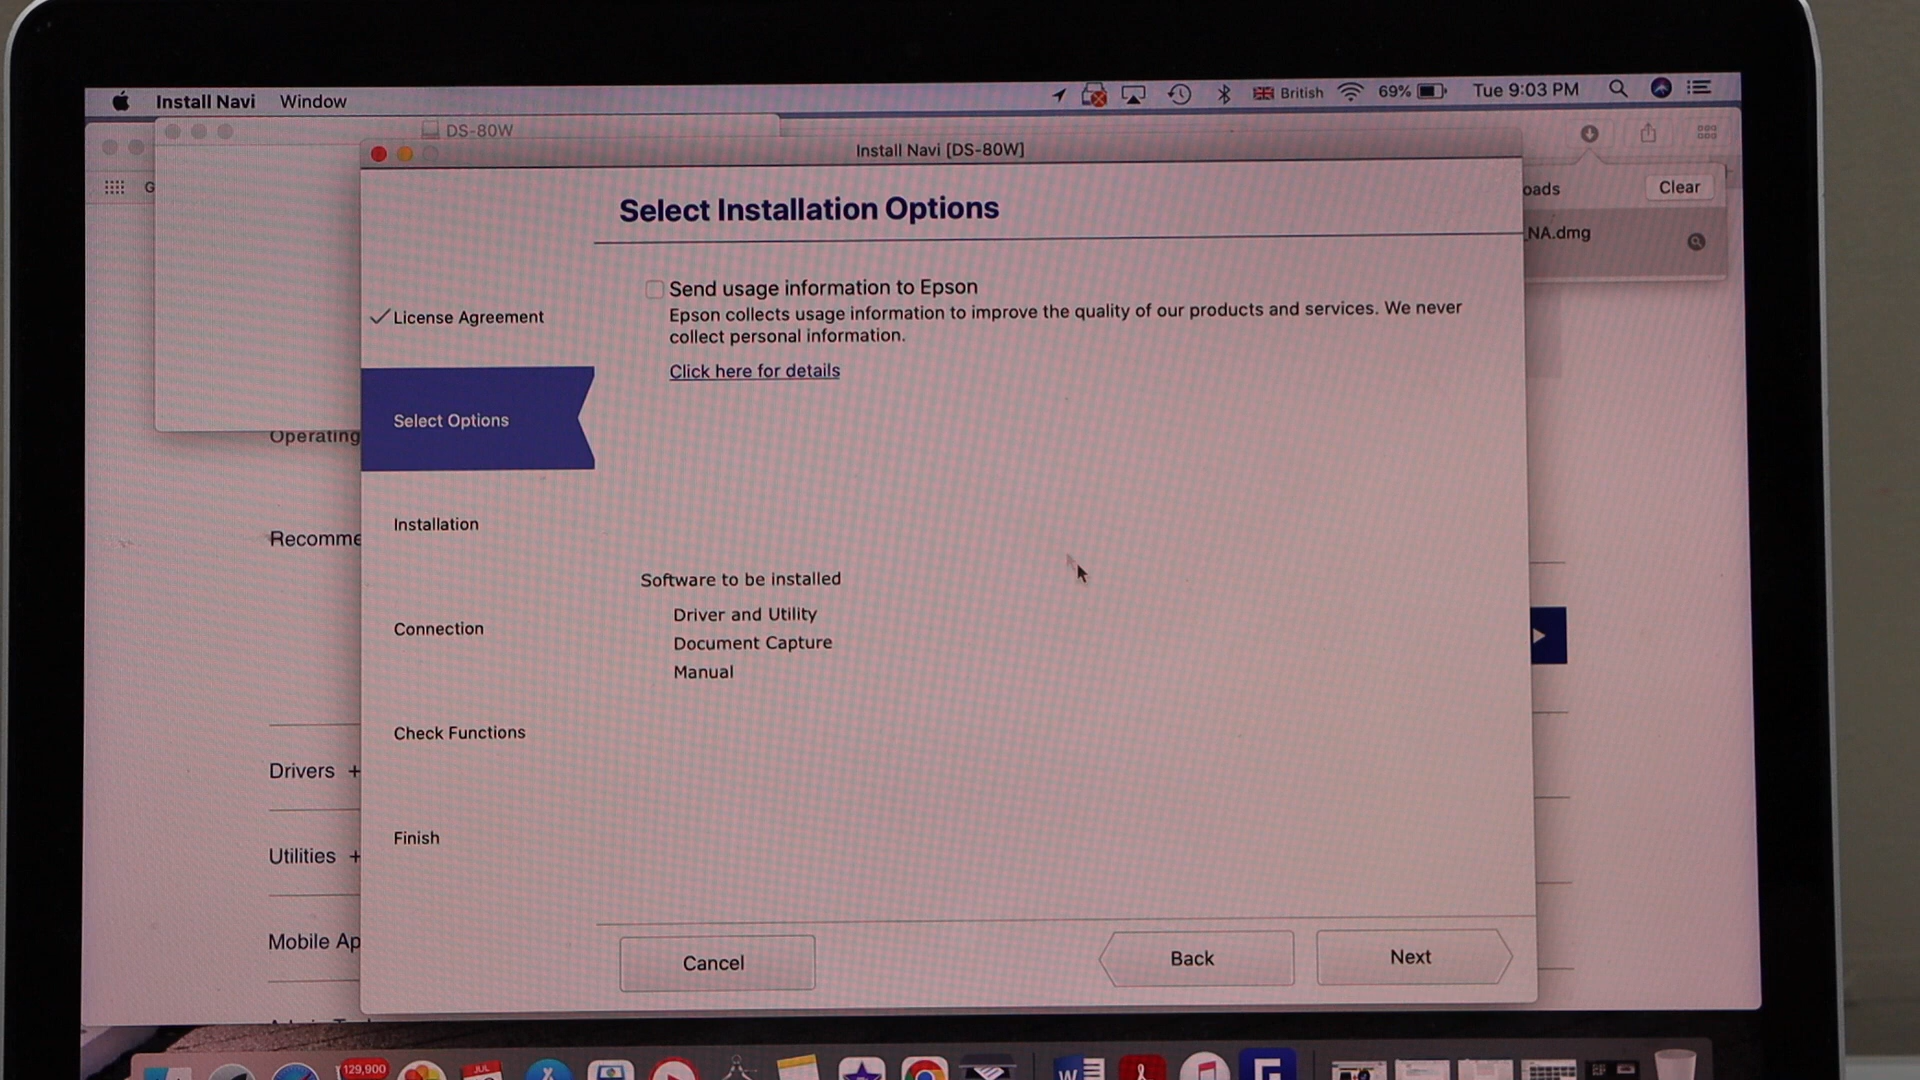 Install Navi Window
British 69% Tue 9:03 PM
DS-80W
Install Navi [DS-80W]
G
oads Clear
_NA.dmg
Select Installation Options
Send usage information to Epson
Epson collects usage information to improve the quality of our products and services. We never
collect personal information.
Click here for details
License Agreement
Select Options
Installation
Connection
Check Functions
Finish
Software to be installed
Driver and Utility
Document Capture
Manual
Cancel Back Next
Operating
Recomme
Drivers +
Utilities +
Mobile Ap
129,900
JUL
W